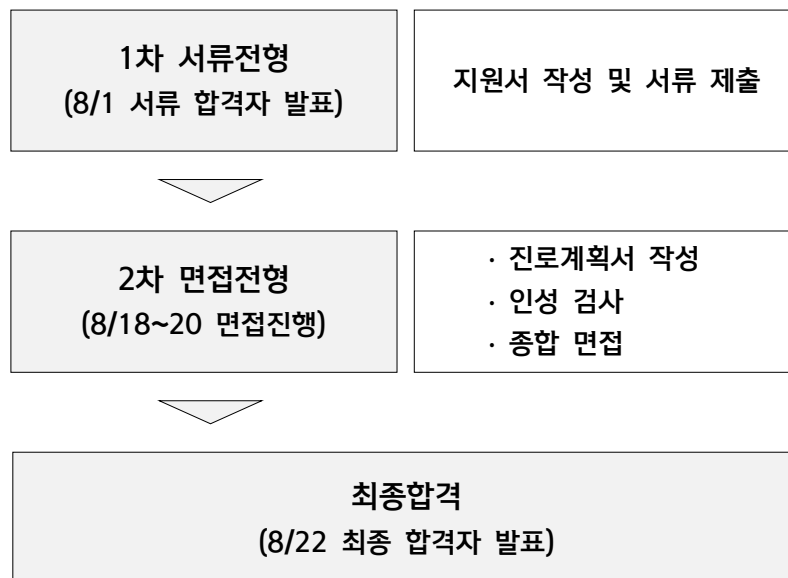 1차 서류전형
(8/1 서류 합격자 발표)
지원서 작성 및 서류 제출
2차 면접전형
(8/18~20 면접진행)
· 진로계획서 작성
· 인성 검사
· 종합 면접
최종합격
(8/22 최종 합격자 발표)